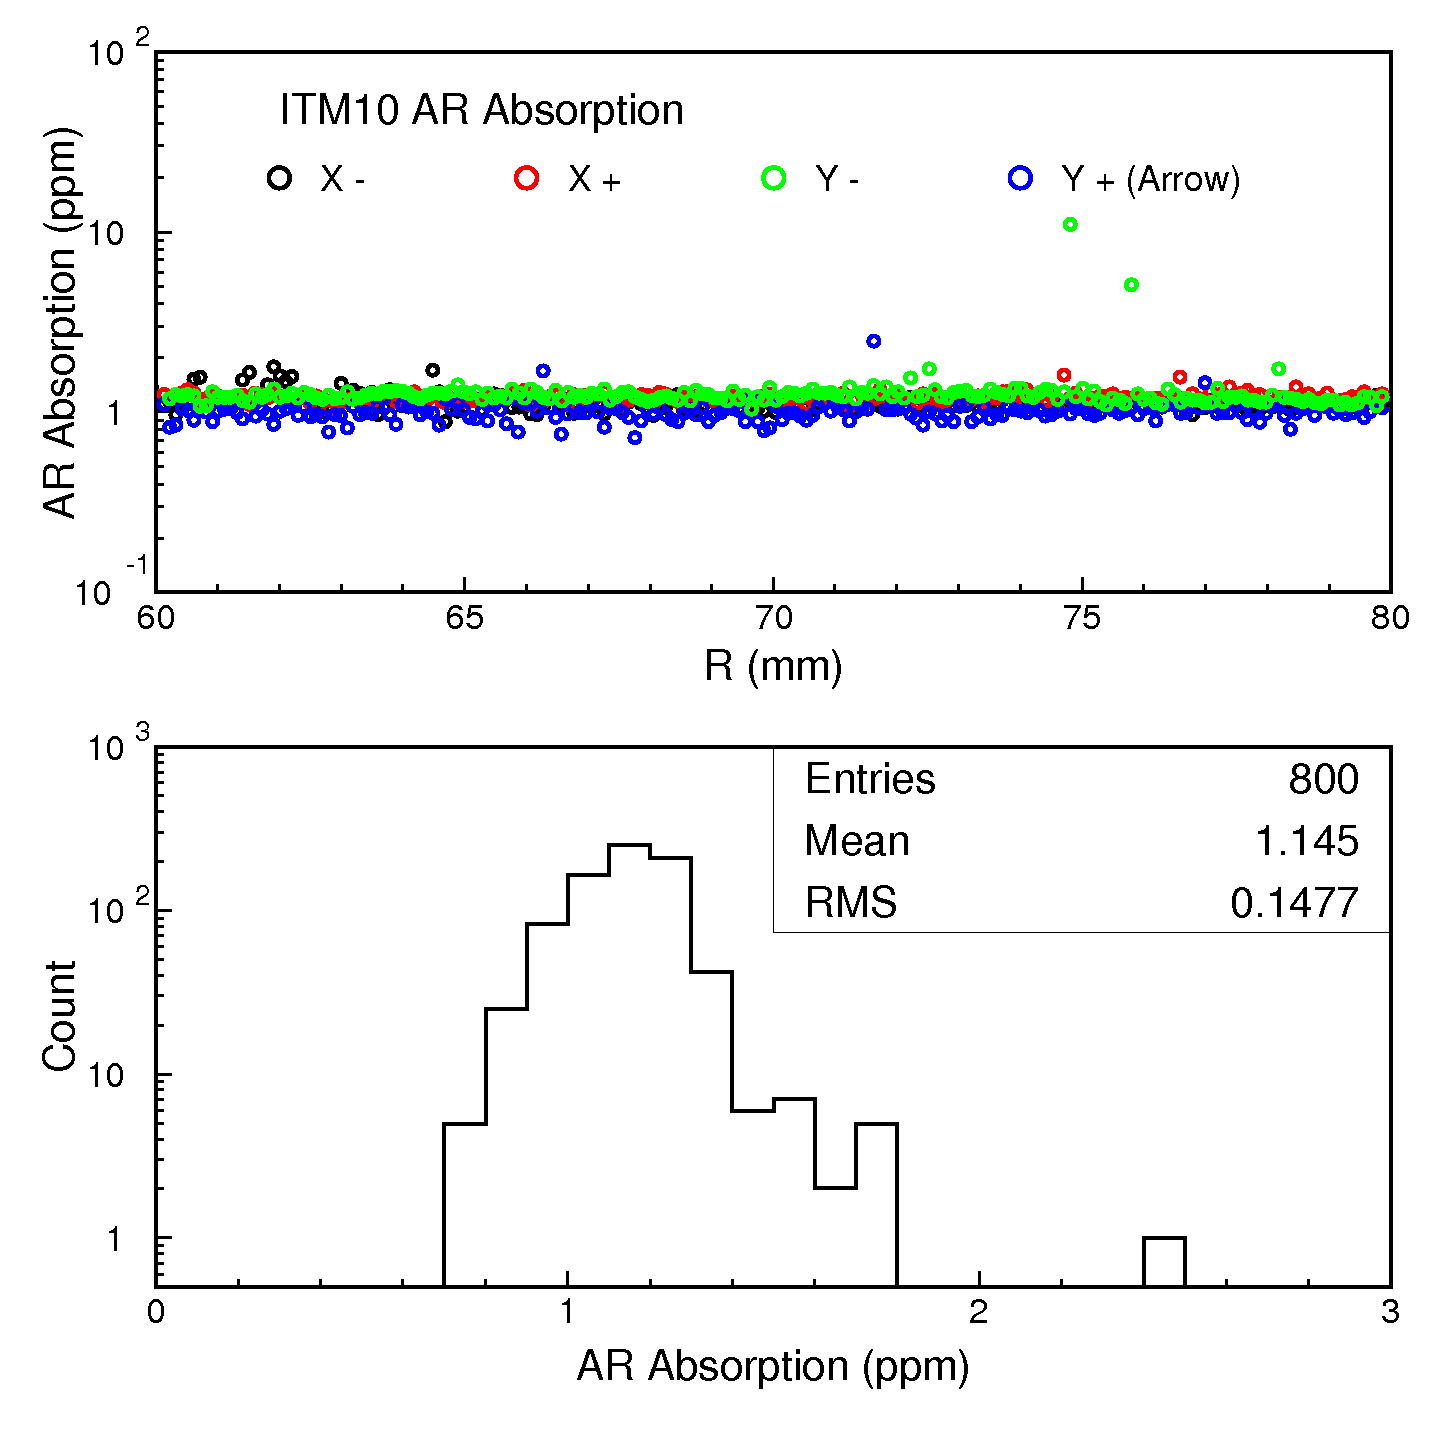 10 2
ITM10 AR Absorption
X - X + Y - Y + (Arrow)
10
1
10 -1
AR Absorption (ppm)
60 65 70 75 80
R (mm)
10 3
Entries 800
Mean 1.145
RMS 0.1477
10 2
10
1
Count
0 1 2 3
AR Absorption (ppm)